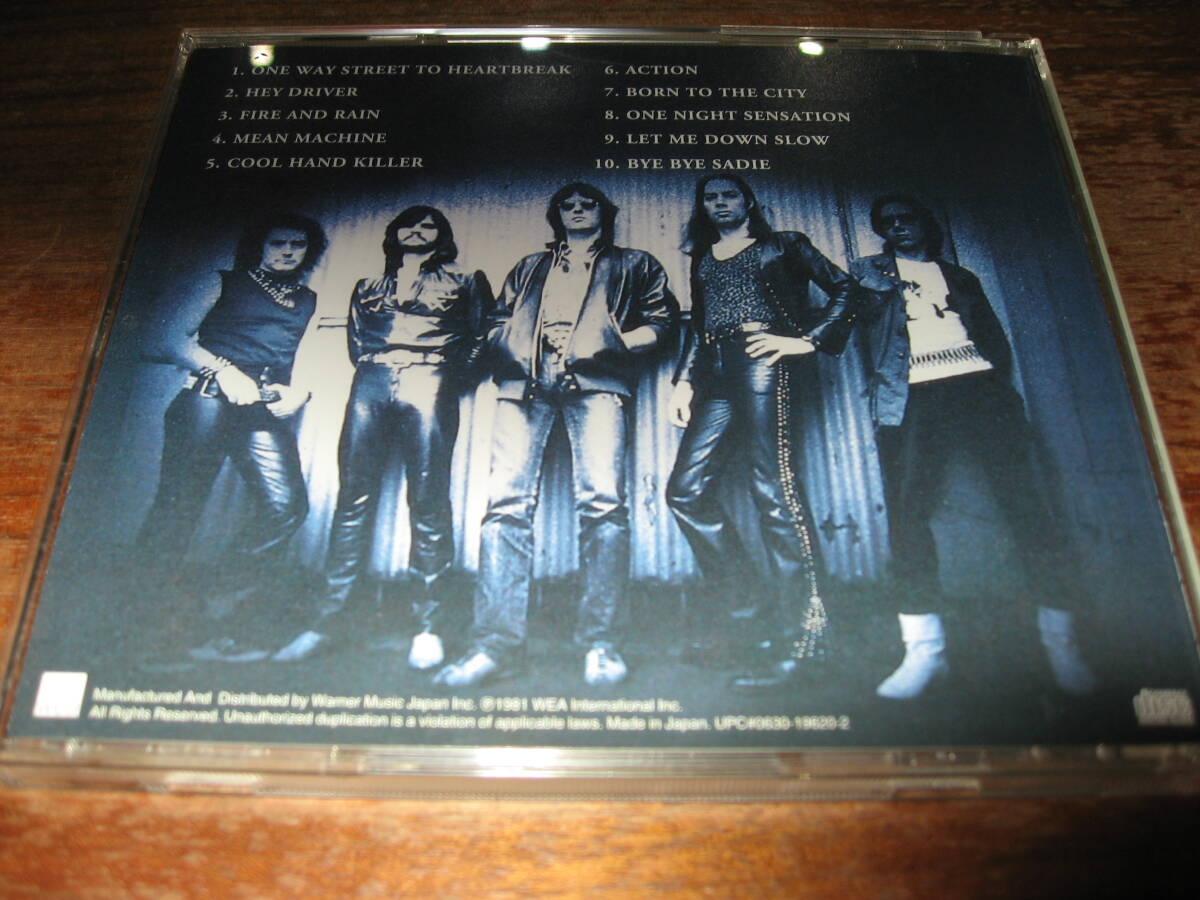 1. ONE WAY STREET TO HEARTBREAK
2. HEY DRIVER
3. FIRE AND RAIN
4. MEAN MACHINE
5. COOL HAND KILLER
6. ACTION
7. BORN TO THE CITY
8. ONE NIGHT SENSATION
9. LET ME DOWN SLOW
10. BYE BYE SADIE
Manufactured And Distributed by Warner Music Japan Inc. ℗1981 WEA International Inc.
All Rights Reserved. Unauthorized duplication is a violation of applicable laws. Made in Japan. UPC#0630-19620-2